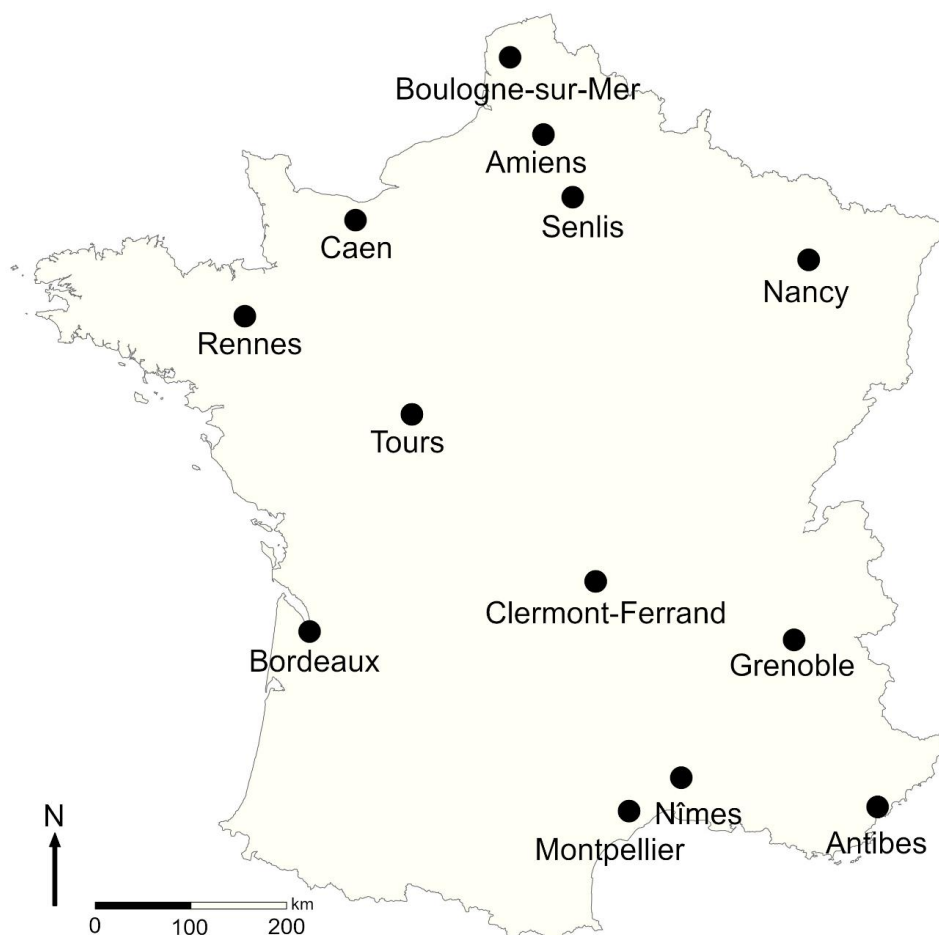 Boulogne-sur-Mer
Amiens
Senlis
Caen
Nancy
Rennes
Tours
Clermont-Ferrand
Bordeaux
Grenoble
Nîmes
Montpellier
Antibes
N
km
0 100 200